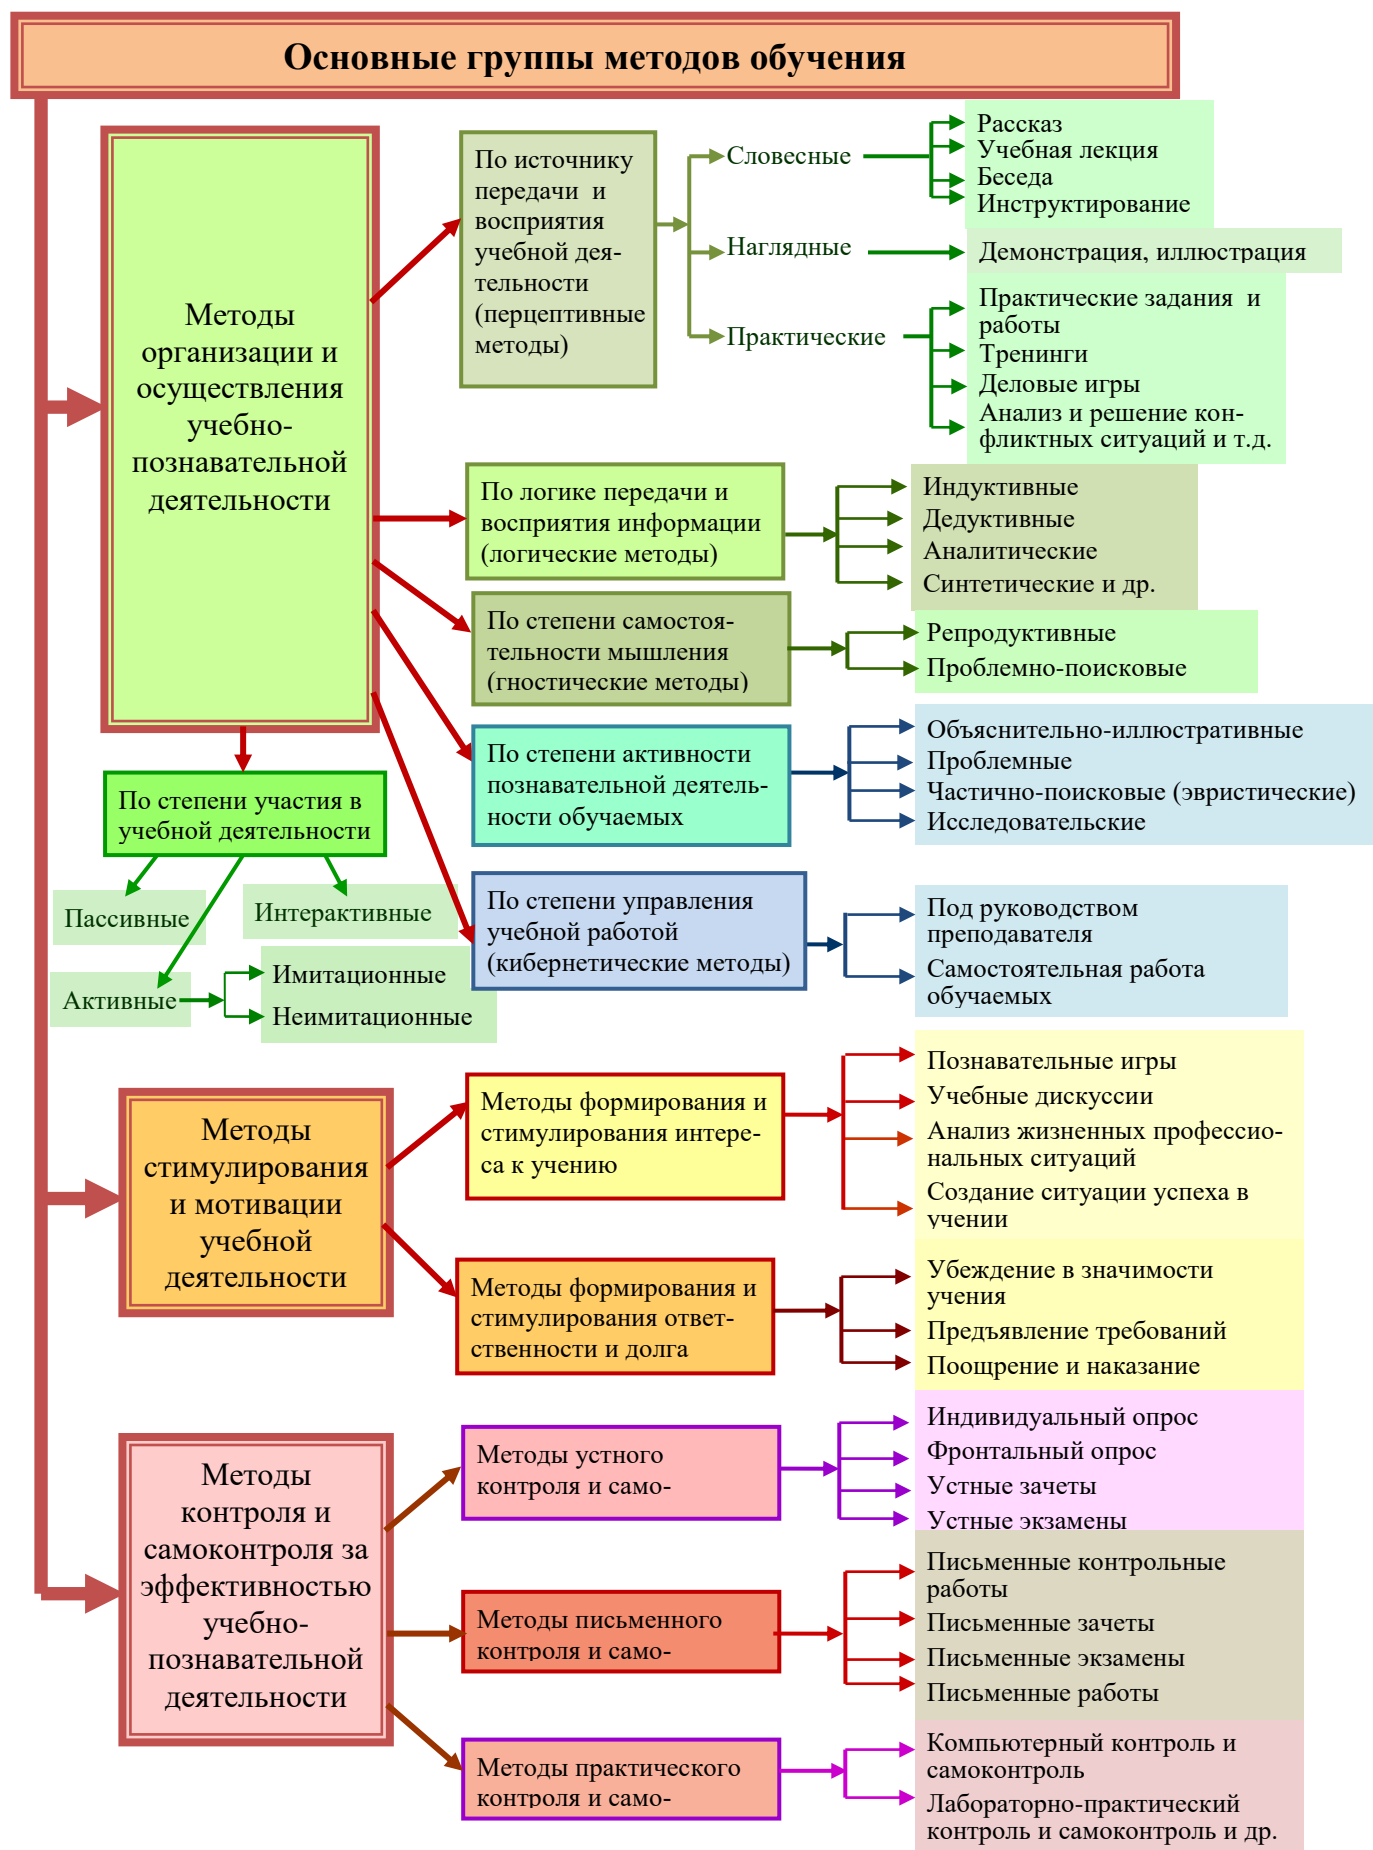 Основные группы методов обучения
Методы
организации и
осуществления
учебно-
познавательной
деятельности
По источнику
передачи и
восприятия
учебной дея-
тельности
(перцептивные
методы)
Словесные
Рассказ
Учебная лекция
Беседа
Инструктирование
Наглядные
Демонстрация, иллюстрация
Практические
Практические задания и
работы
Тренинги
Деловые игры
Анализ и решение кон-
фликтных ситуаций и т.д.
По логике передачи и
восприятия информации
(логические методы)
Индуктивные
Дедуктивные
Аналитические
Синтетические и др.
По степени самостоя-
тельности мышления
(гностические методы)
Репродуктивные
Проблемно-поисковые
По степени активности
познавательной деятель-
ности обучаемых
Объяснительно-иллюстративные
Проблемные
Частично-поисковые (эвристические)
Исследовательские
По степени участия в
учебной деятельности
Пассивные
Интерактивные
Активные
Имитационные
Неимитационные
По степени управления
учебной работой
(кибернетические методы)
Под руководством
преподавателя
Самостоятельная работа
обучаемых
Методы
стимулирования
и мотивации
учебной
деятельности
Методы формирования и
стимулирования интере-
са к учению
Познавательные игры
Учебные дискуссии
Анализ жизненных профессио-
нальных ситуаций
Создание ситуации успеха в
учении
Методы формирования и
стимулирования ответ-
ственности и долга
Убеждение в значимости
учения
Предъявление требований
Поощрение и наказание
Методы
контроля и
самоконтроля за
эффективностью
учебно-
познавательной
деятельности
Методы устного
контроля и само-
Индивидуальный опрос
Фронтальный опрос
Устные зачеты
Устные экзамены
Методы письменного
контроля и само-
Письменные контрольные
работы
Письменные зачеты
Письменные экзамены
Письменные работы
Методы практического
контроля и само-
Компьютерный контроль и
самоконтроль
Лабораторно-практический
контроль и самоконтроль и др.